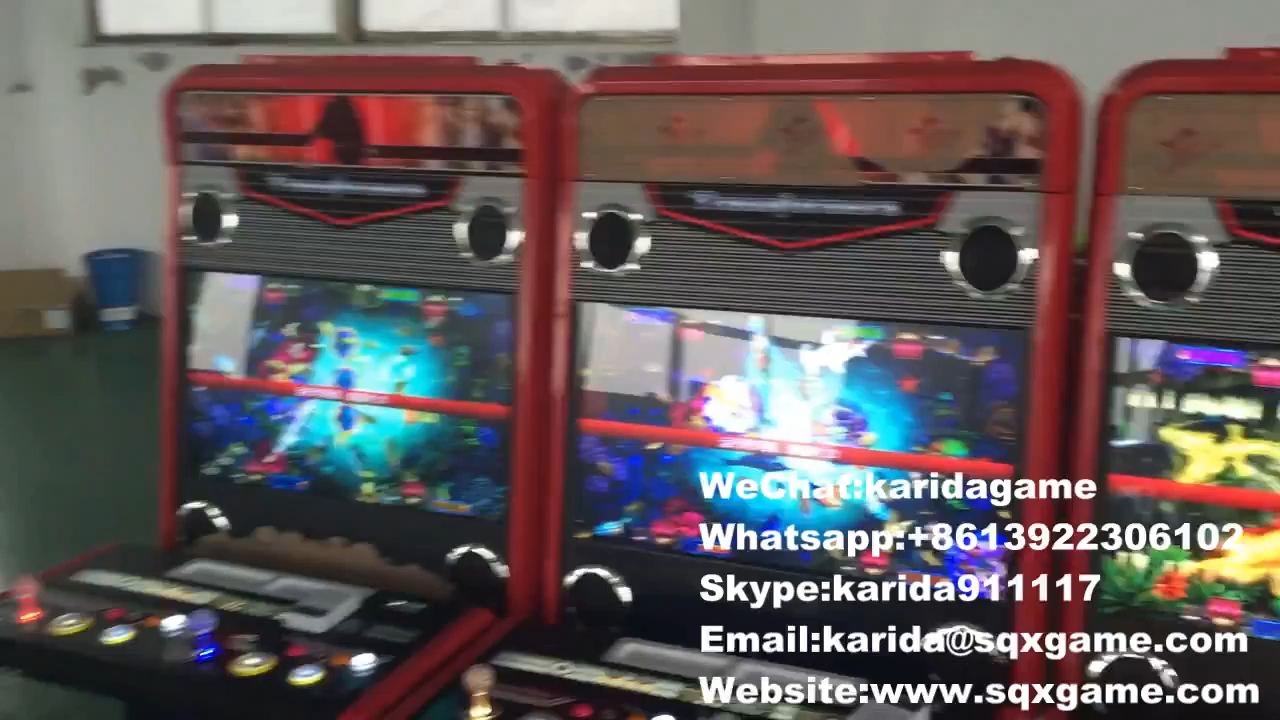 WeChat:karidagame
Whatsapp:+8613922306102
Skype:karida911117
Email:karida@sqxgame.com
Website:www.sqxgame.com